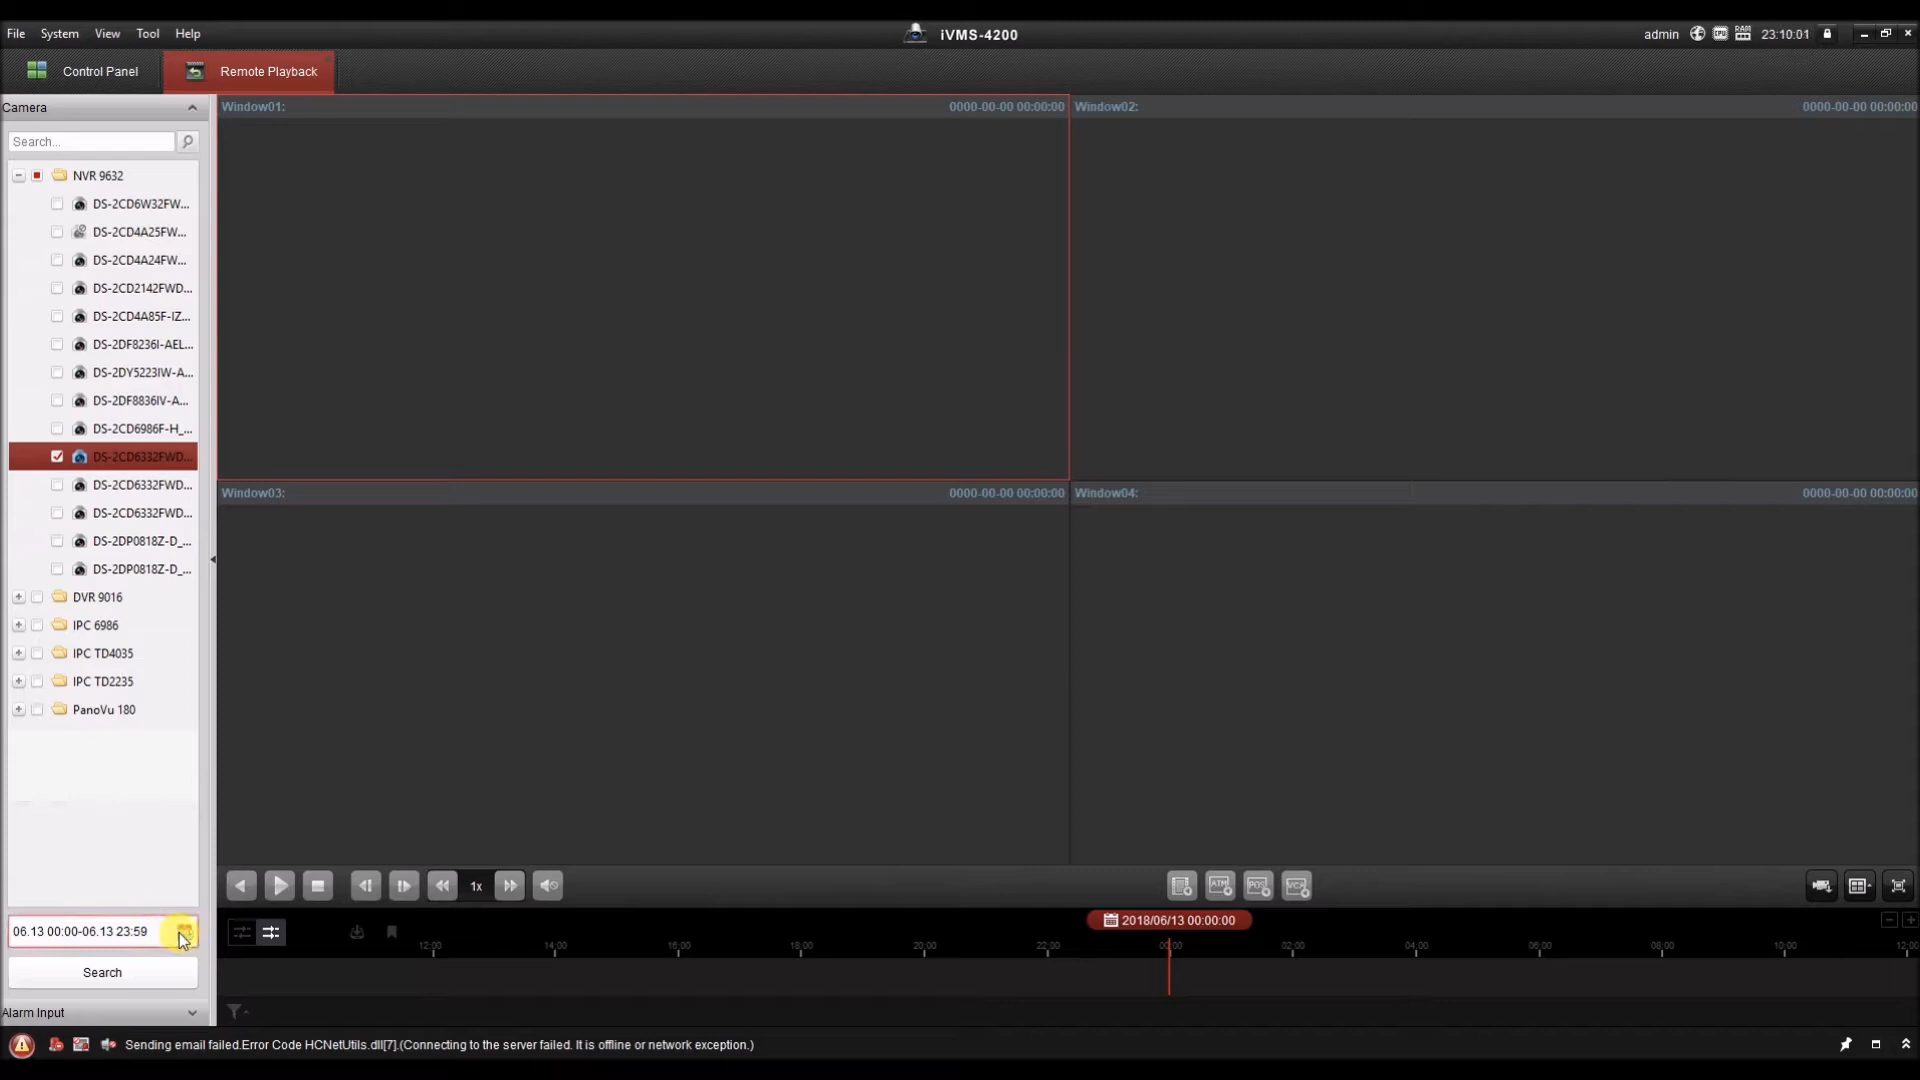 File System View Tool Help
iVMS-4200
admin CPU RAM 23:10:01
Control Panel Remote Playback
Camera
Search...
NVR 9632
DS-2CD6W32FW...
DS-2CD4A25FW...
DS-2CD4A24FW...
DS-2CD2142FWD...
DS-2CD4A85F-IZ...
DS-2DF8236I-AEL...
DS-2DY5223IW-A...
DS-2DF8836IV-A...
DS-2CD6986F-H_...
DS-2CD6332FWD...
DS-2CD6332FWD...
DS-2CD6332FWD...
DS-2DP0818Z-D_...
DS-2DP0818Z-D_...
DVR 9016
IPC 6986
IPC TD4035
IPC TD2235
PanoVu 180
06.13 00:00-06.13 23:59
Search
Alarm Input
Window01: 0000-00-00 00:00:00
Window02: 0000-00-00 00:00:00
Window03: 0000-00-00 00:00:00
Window04: 0000-00-00 00:00:00
1x
ATM POS VCA
2018/06/13 00:00:00
12:00 14:00 16:00 18:00 20:00 22:00 00:00 02:00 04:00 06:00 08:00 10:00 12:00
Sending email failed.Error Code HCNetUtils.dll[7].(Connecting to the server failed. It is offline or network exception.)